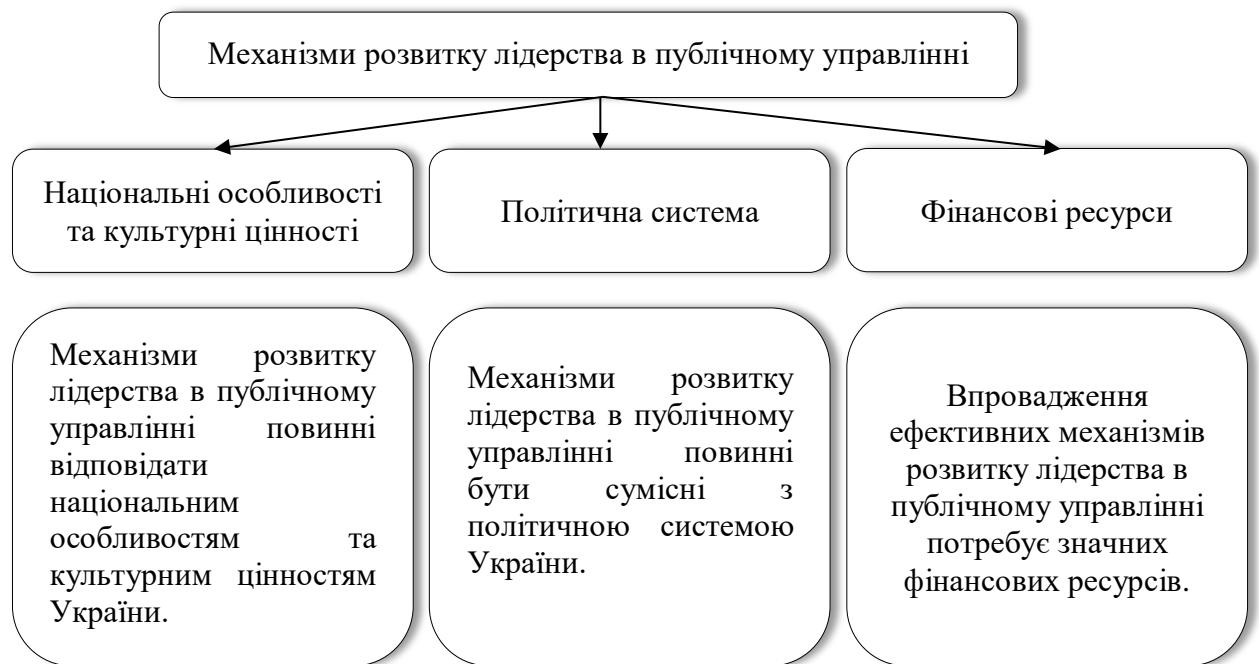 Механізми розвитку лідерства в публічному управлінні
Національні особливості
та культурні цінності
Політична система
Фінансові ресурси
Механізми розвитку
лідерства в публічному
управлінні повинні
відповідати
національним
особливостям та
культурним цінностям
України.
Механізми розвитку
лідерства в публічному
управлінні повинні
бути сумісні з
політичною системою
України.
Впровадження
ефективних механізмів
розвитку лідерства в
публічному управлінні
потребує значних
фінансових ресурсів.